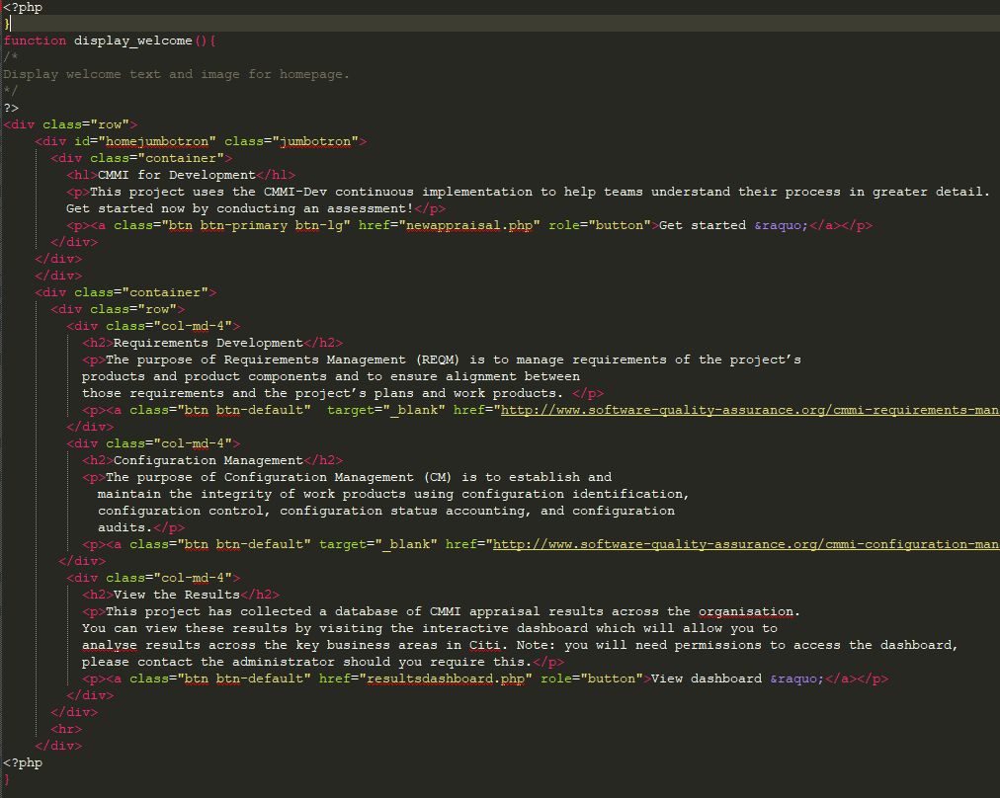 <?php
}
function display_welcome(){
/*
Display welcome text and image for homepage.
*/
?>
<div class="row">
<div id="homejumbotron" class="jumbotron">
<div class="container">
<h1>CMMI for Development</h1>
<p>This project uses the CMMI-Dev continuous implementation to help teams understand their process in greater detail.
Get started now by conducting an assessment!</p>
<p><a class="btn btn-primary btn-lg" href="newappraisal.php" role="button">Get started &raquo;</a></p>
</div>
</div>
</div>
<div class="container">
<div class="row">
<div class="col-md-4">
<h2>Requirements Development</h2>
<p>The purpose of Requirements Management (REQM) is to manage requirements of the project’s
products and product components and to ensure alignment between
those requirements and the project’s plans and work products. </p>
<p><a class="btn btn-default"  target="_blank" href="http://www.software-quality-assurance.org/cmmi-requirements-man
</div>
<div class="col-md-4">
<h2>Configuration Management</h2>
<p>The purpose of Configuration Management (CM) is to establish and
maintain the integrity of work products using configuration identification,
configuration control, configuration status accounting, and configuration
audits.</p>
<p><a class="btn btn-default" target="_blank" href="http://www.software-quality-assurance.org/cmmi-configuration-man
</div>
<div class="col-md-4">
<h2>View the Results</h2>
<p>This project has collected a database of CMMI appraisal results across the organisation.
You can view these results by visiting the interactive dashboard which will allow you to
analyse results across the key business areas in Citi. Note: you will need permissions to access the dashboard,
please contact the administrator should you require this.</p>
<p><a class="btn btn-default" href="resultsdashboard.php" role="button">View dashboard &raquo;</a></p>
</div>
</div>
<hr>
</div>
<?php
}